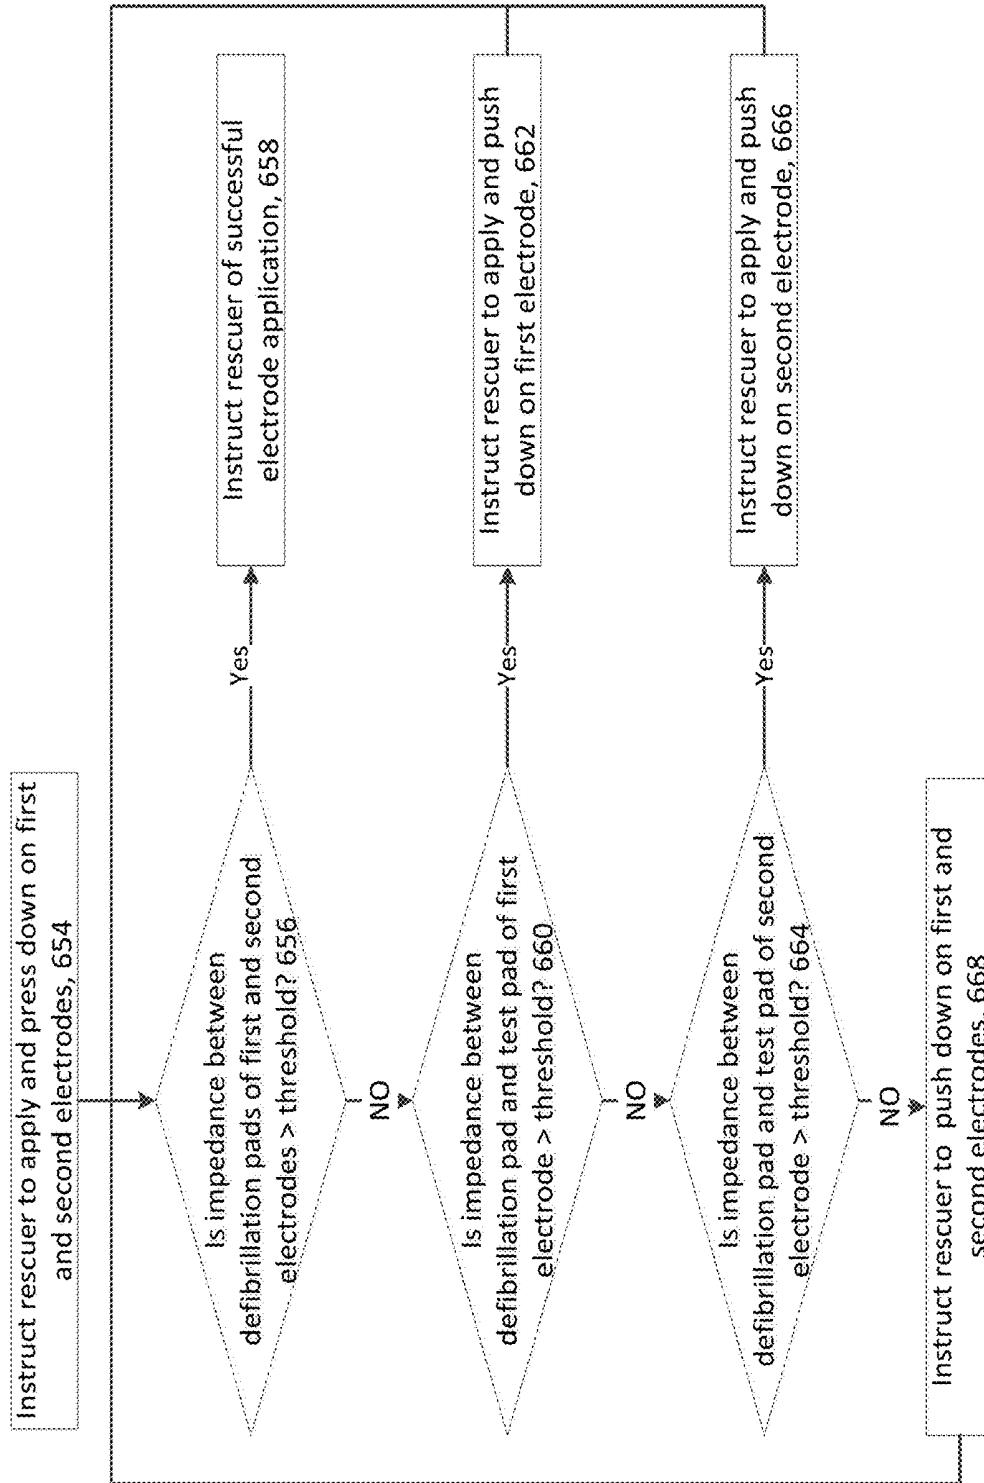 Instruct rescuer to apply and press down on first
and second electrodes, 654
Is impedance between
defibrillation pads of first and second
electrodes > threshold? 656
Yes
Instruct rescuer of successful
electrode application, 658
NO
Is impedance between
defibrillation pad and test pad of first
electrode > threshold? 660
Yes
Instruct rescuer to apply and push
down on first electrode, 662
NO
Is impedance between
defibrillation pad and test pad of second
electrode > threshold? 664
Yes
Instruct rescuer to apply and push
down on second electrode, 666
NO
Instruct rescuer to push down on first and
second electrodes, 668